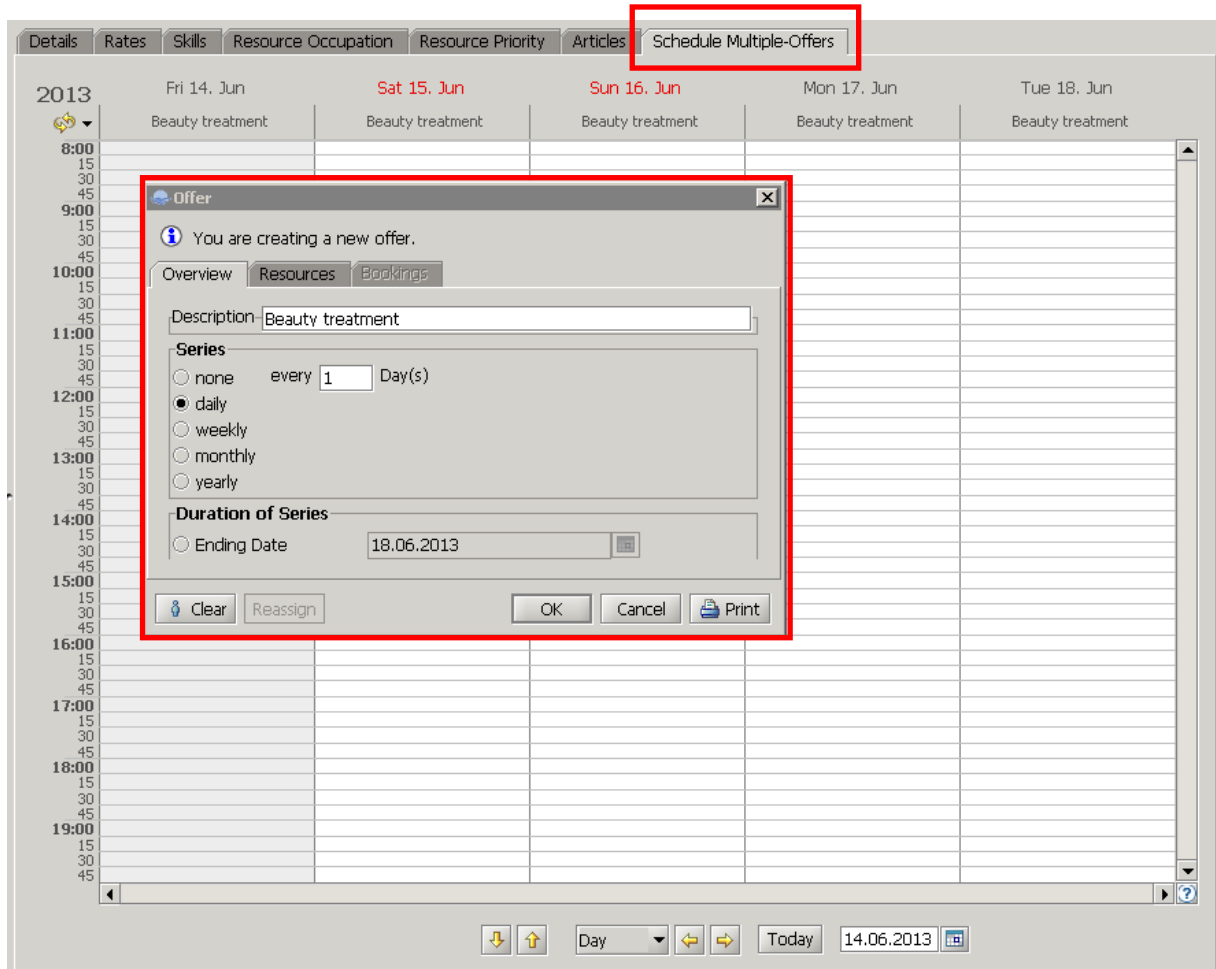 Details Rates Skills Resource Occupation Resource Priority Articles Schedule Multiple-Offers
2013 Fri 14. Jun Sat 15. Jun Sun 16. Jun Mon 17. Jun Tue 18. Jun
Beauty treatment Beauty treatment Beauty treatment Beauty treatment Beauty treatment
8:00
15
30
45
9:00
15
30
45
10:00
15
30
45
11:00
15
30
45
12:00
15
30
45
13:00
15
30
45
14:00
15
30
45
15:00
15
30
45
16:00
15
30
45
17:00
15
30
45
18:00
15
30
45
19:00
15
30
45
Offer
You are creating a new offer.
Overview Resources Bookings
Description Beauty treatment
Series
none every 1 Day(s)
daily
weekly
monthly
yearly
Duration of Series
Ending Date 18.06.2013
Clear Reassign OK Cancel Print
Day Today 14.06.2013